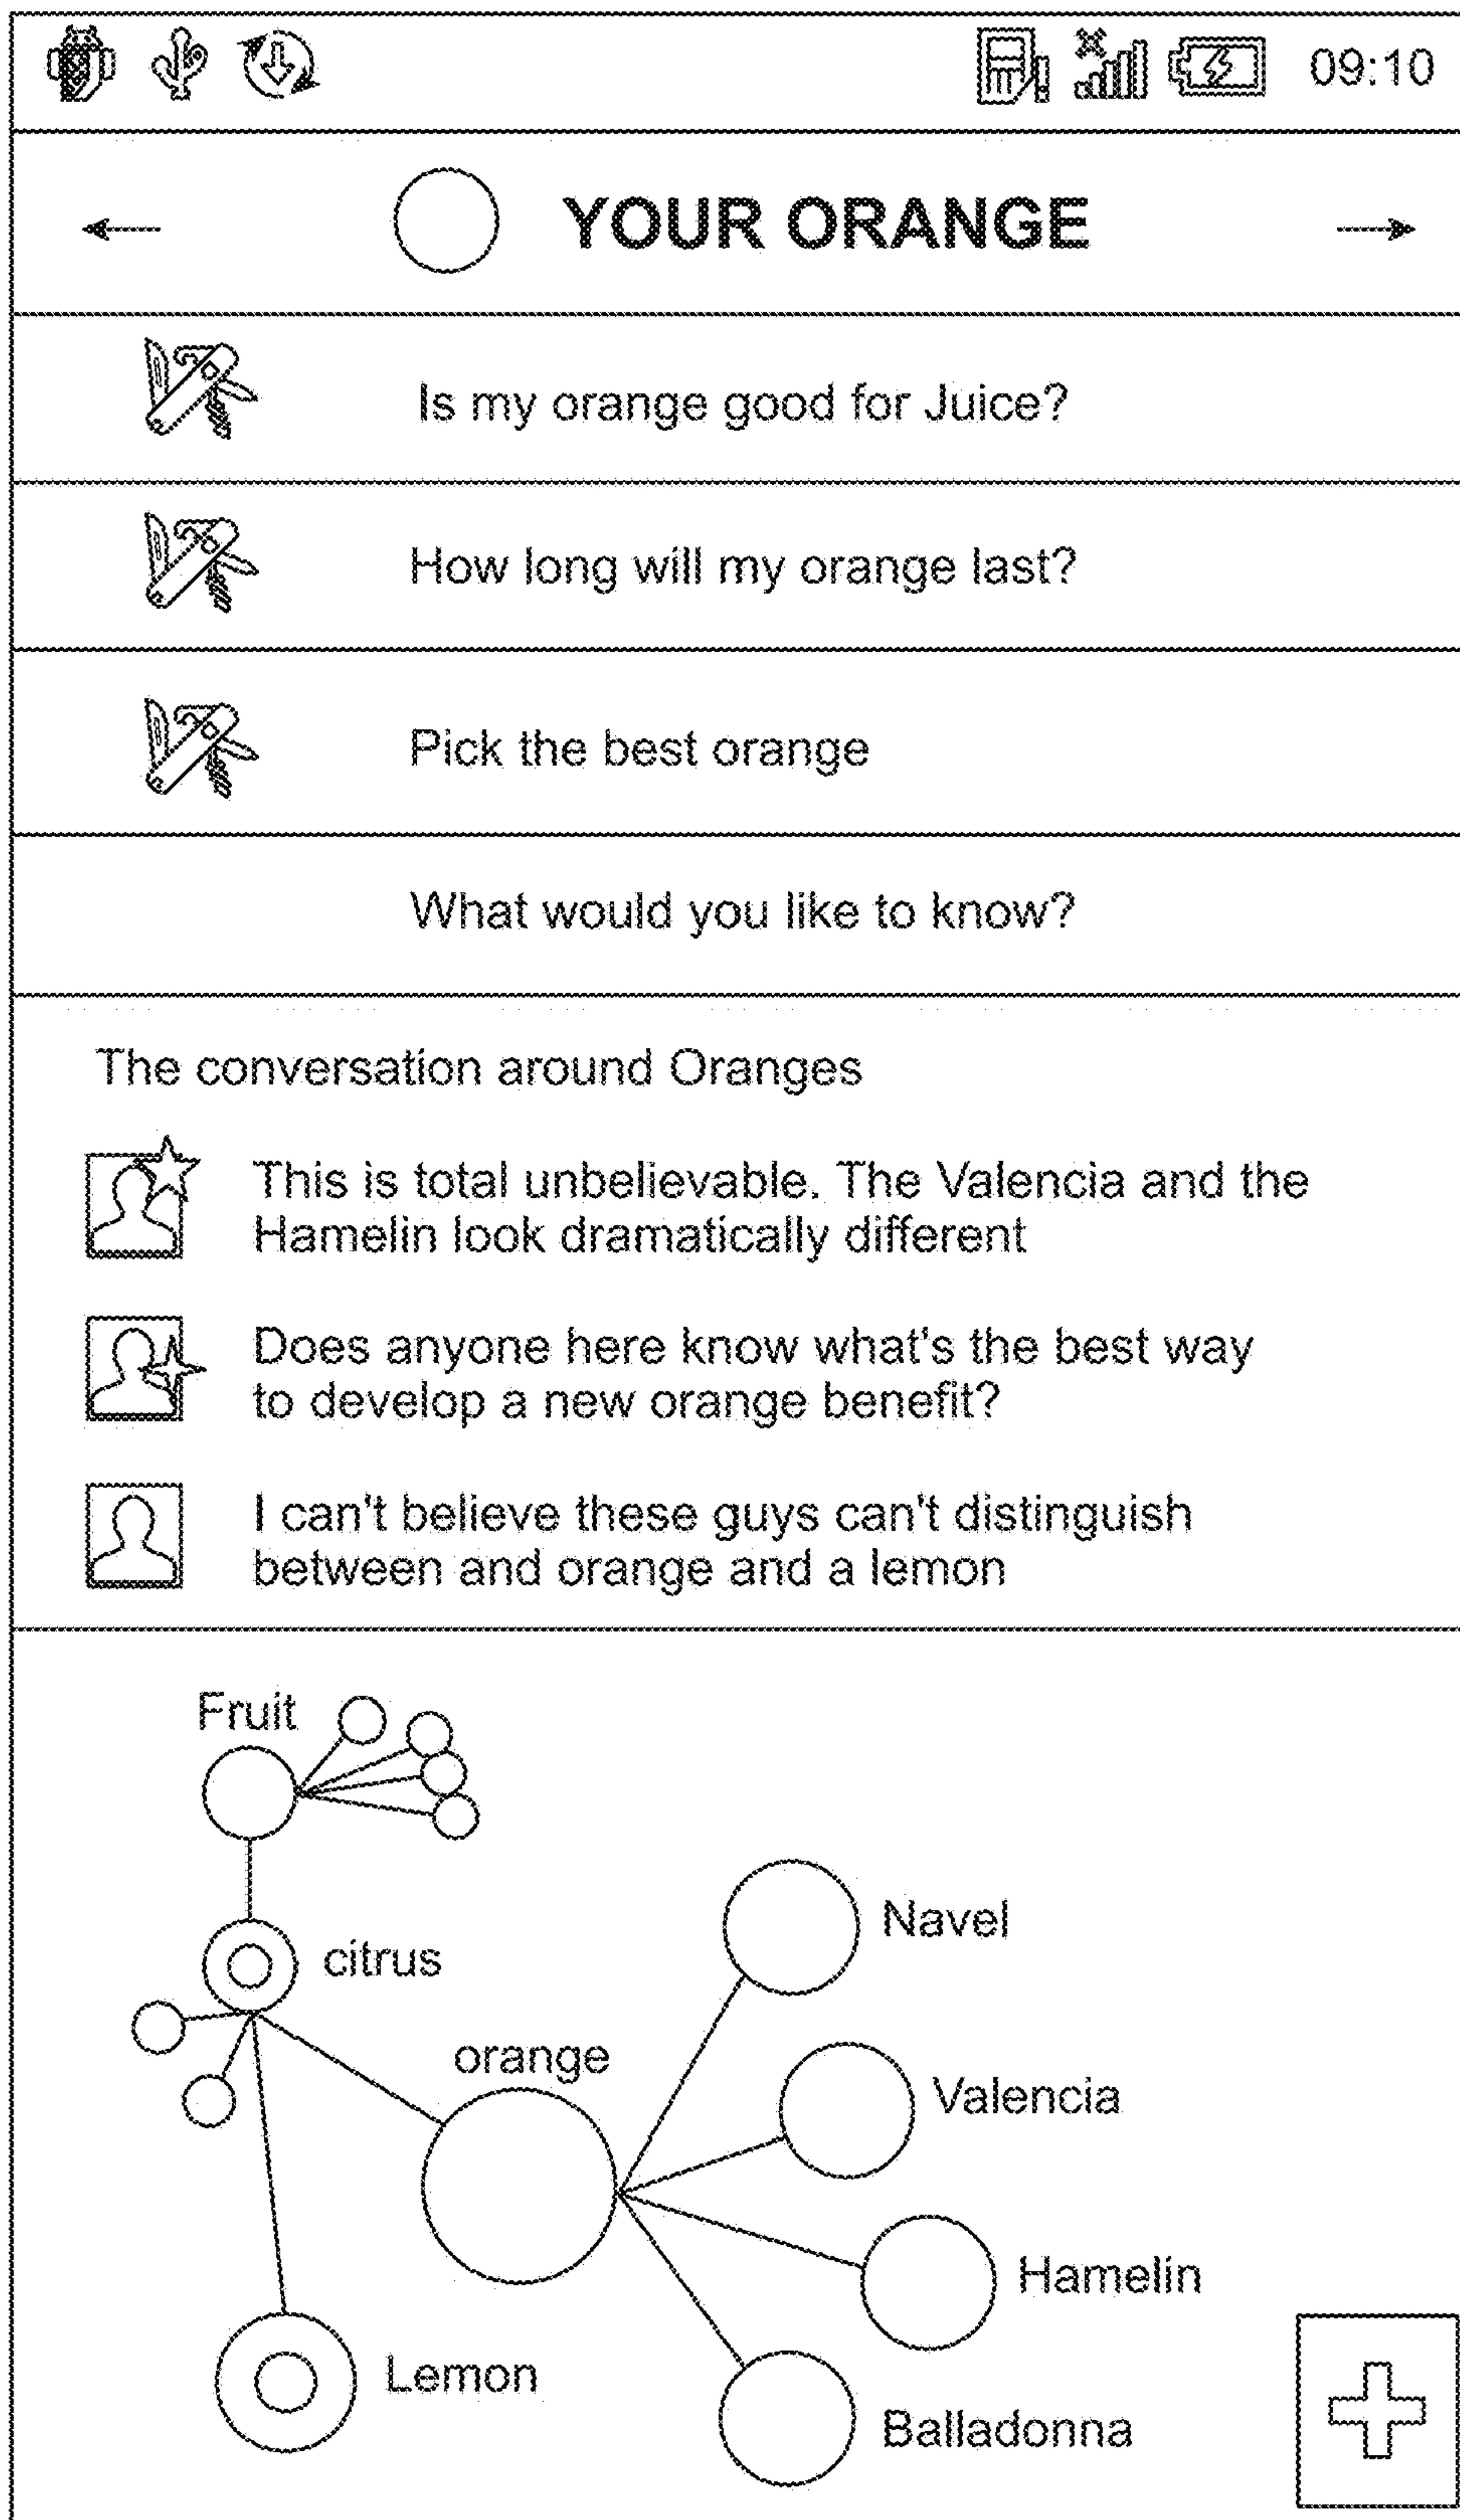 09:10
YOUR ORANGE
Is my orange good for Juice?
How long will my orange last?
Pick the best orange
What would you like to know?
The conversation around Oranges
This is total unbelievable. The Valencia and the
Hamelin look dramatically different
Does anyone here know what's the best way
to develop a new orange benefit?
I can't believe these guys can't distinguish
between and orange and a lemon
Fruit
Navel
citrus
orange
Valencia
Hamelin
Lemon
Balladonna